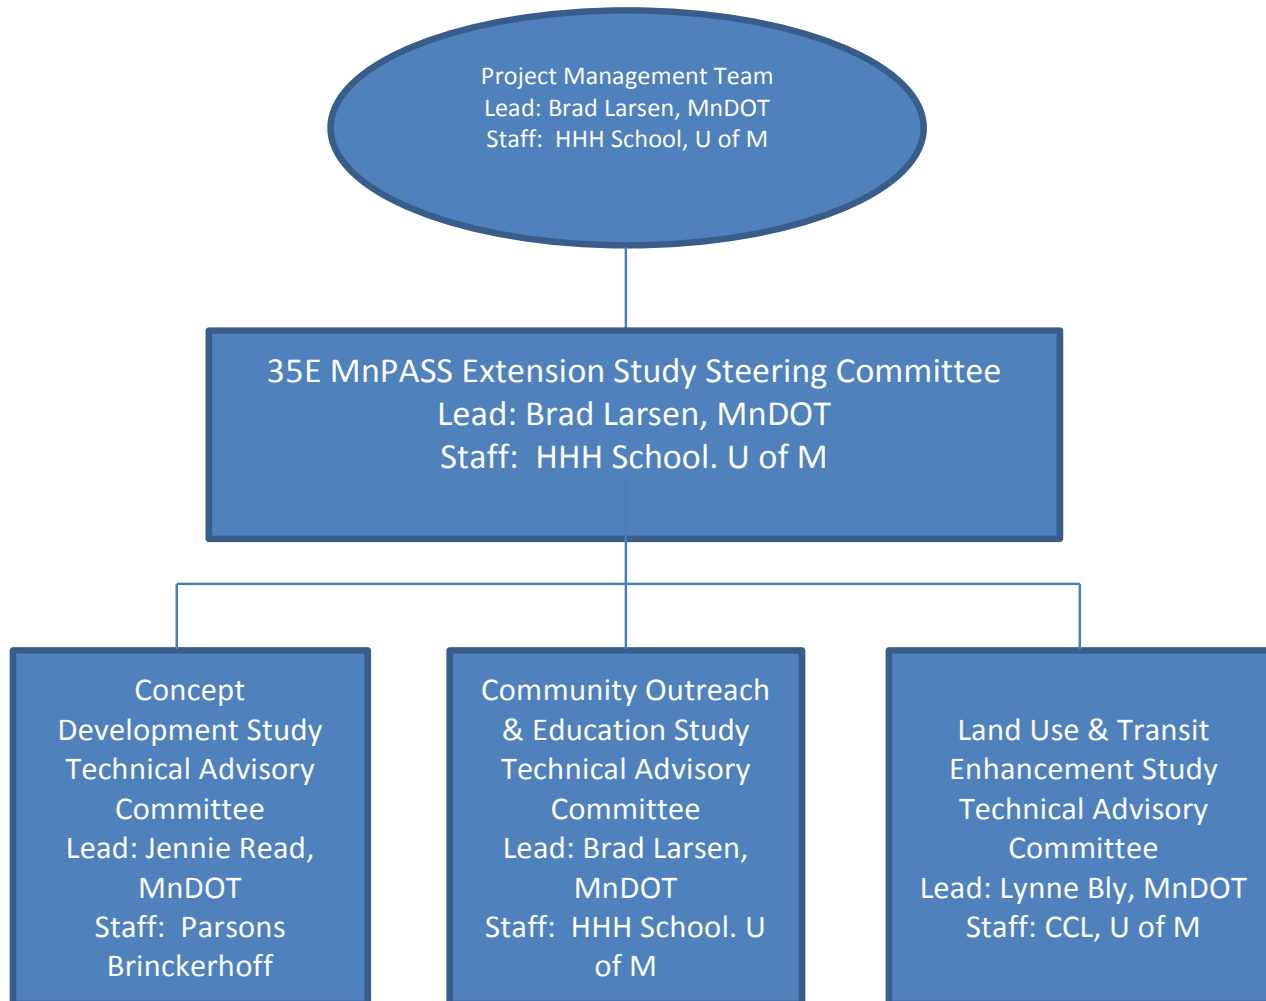 Project Management Team
Lead: Brad Larsen, MnDOT
Staff:  HHH School, U of M
35E MnPASS Extension Study Steering Committee
Lead: Brad Larsen, MnDOT
Staff:  HHH School. U of M
Concept
Development Study
Technical Advisory
Committee
Lead: Jennie Read,
MnDOT
Staff:  Parsons
Brinckerhoff
Community Outreach
& Education Study
Technical Advisory
Committee
Lead: Brad Larsen,
MnDOT
Staff:  HHH School. U
of M
Land Use & Transit
Enhancement Study
Technical Advisory
Committee
Lead: Lynne Bly, MnDOT
Staff: CCL, U of M